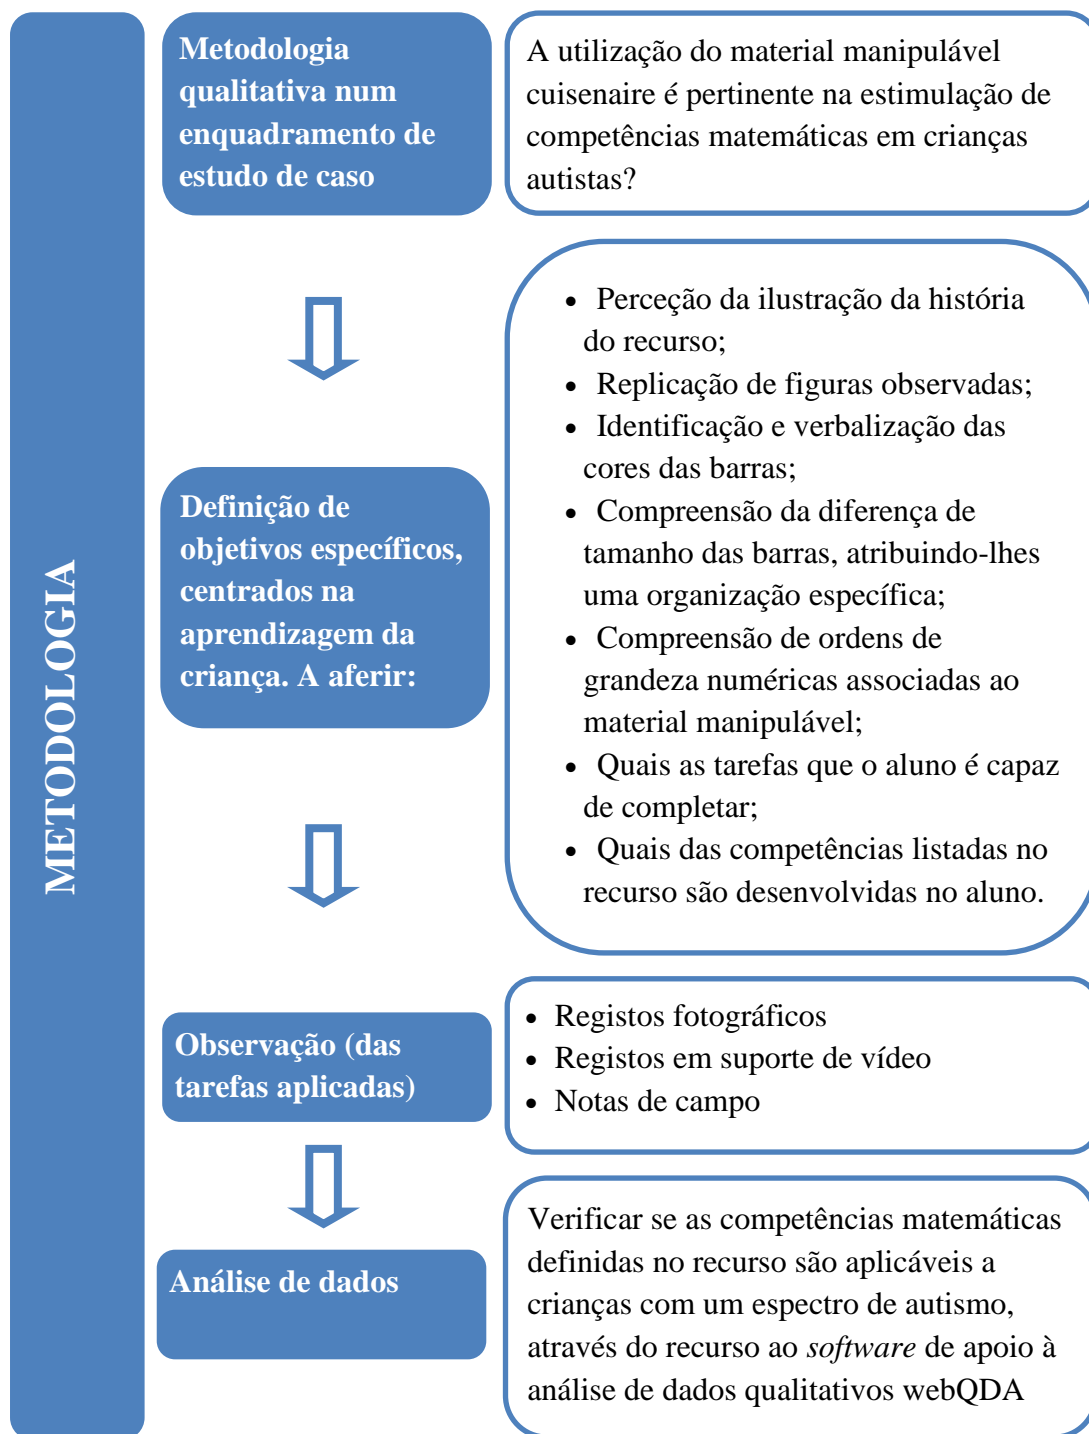 METODOLOGIA
Metodologia
qualitativa num
enquadramento de
estudo de caso
A utilização do material manipulável
cuisenaire é pertinente na estimulação de
competências matemáticas em crianças
autistas?
Definição de
objetivos específicos,
centrados na
aprendizagem da
criança. A aferir:
• Perceção da ilustração da história
do recurso;
• Replicação de figuras observadas;
• Identificação e verbalização das
cores das barras;
• Compreensão da diferença de
tamanho das barras, atribuindo-lhes
uma organização específica;
• Compreensão de ordens de
grandeza numéricas associadas ao
material manipulável;
• Quais as tarefas que o aluno é capaz
de completar;
• Quais das competências listadas no
recurso são desenvolvidas no aluno.
Observação (das
tarefas aplicadas)
• Registos fotográficos
• Registos em suporte de vídeo
• Notas de campo
Análise de dados
Verificar se as competências matemáticas
definidas no recurso são aplicáveis a
crianças com um espectro de autismo,
através do recurso ao software de apoio à
análise de dados qualitativos webQDA